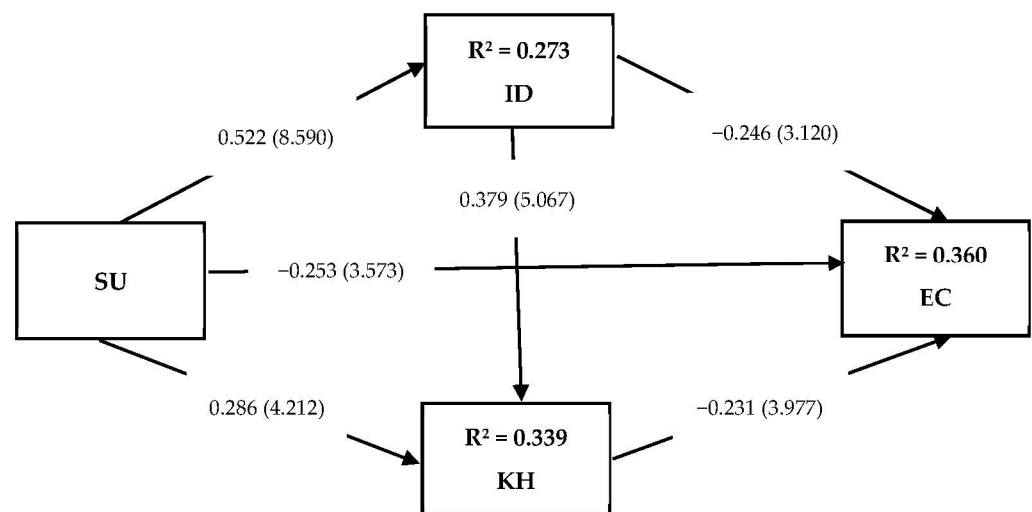 R² = 0.273
ID
0.522 (8.590)
−0.246 (3.120)
0.379 (5.067)
SU
−0.253 (3.573)
R² = 0.360
EC
0.286 (4.212)
−0.231 (3.977)
R² = 0.339
KH